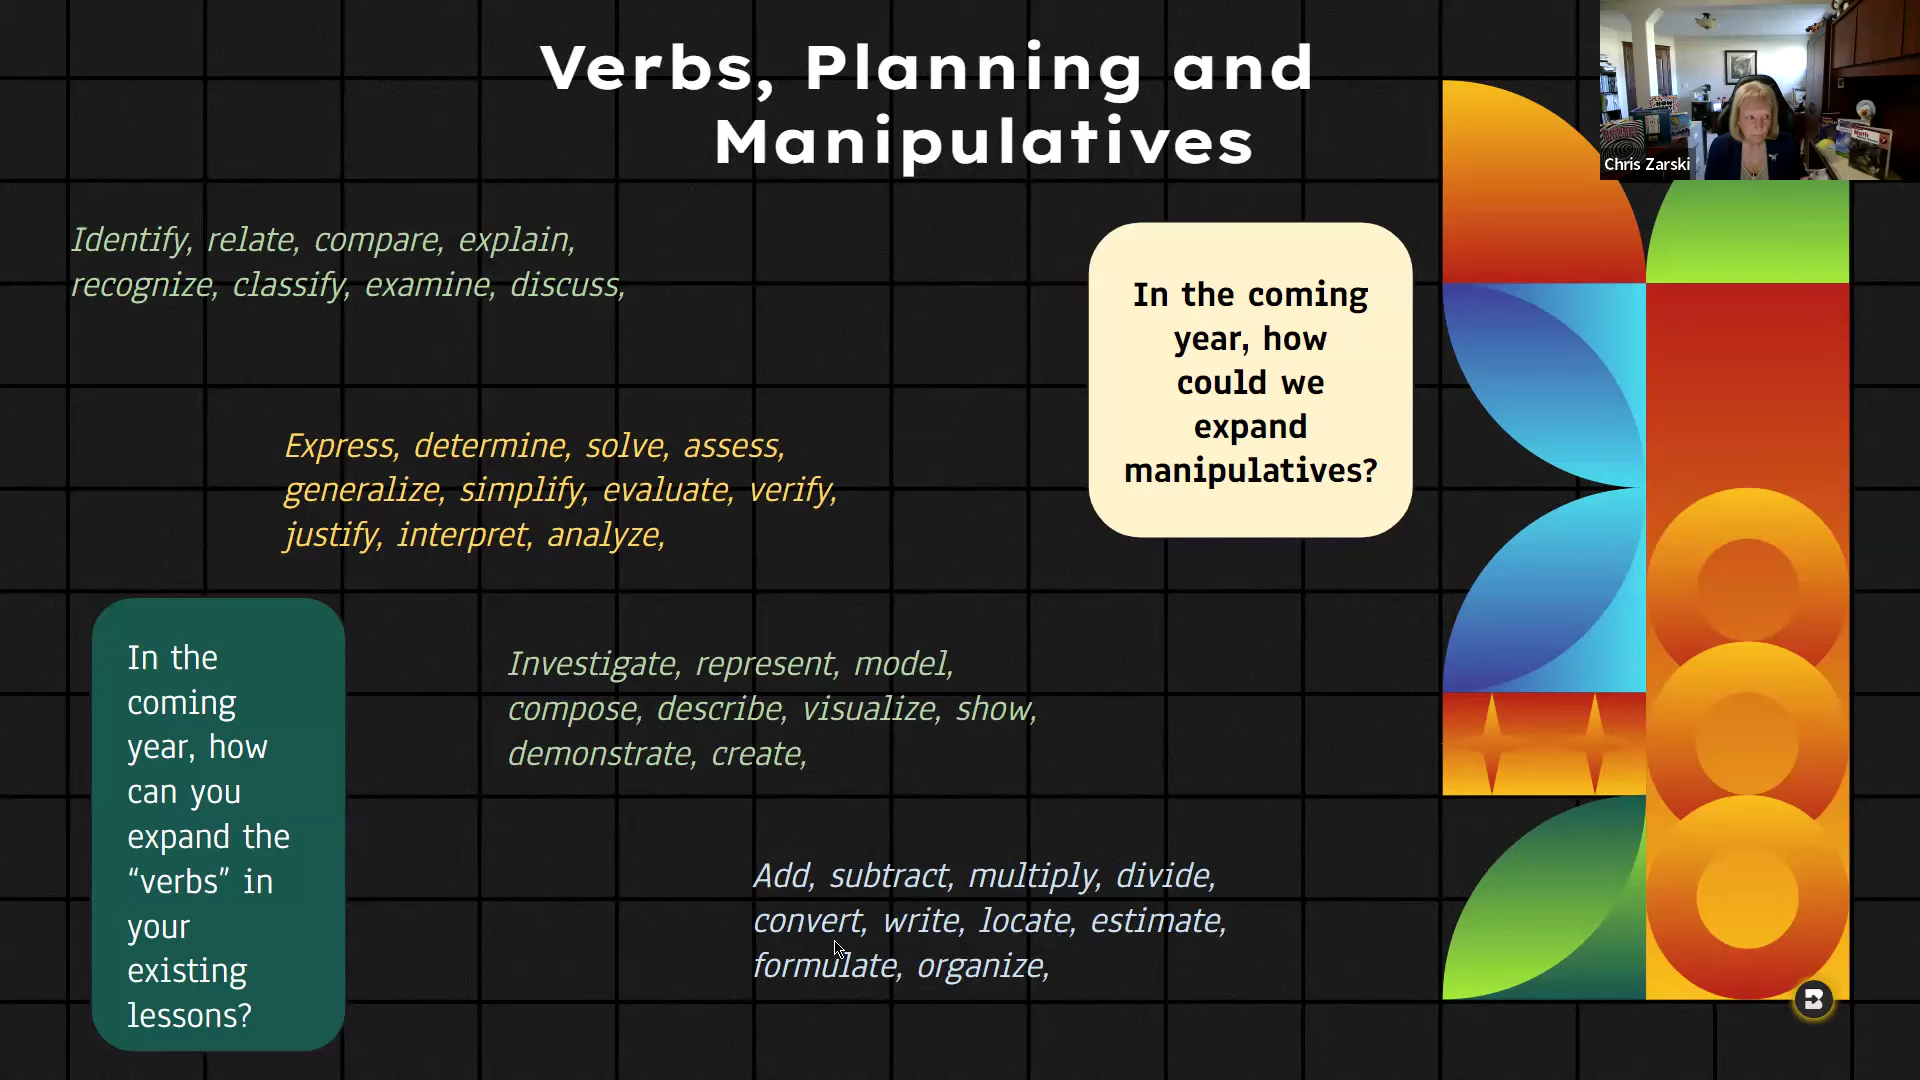 Verbs, Planning and
Manipulatives
Chris Zarski
Identify, relate, compare, explain,
recognize, classify, examine, discuss,
In the coming
year, how
could we
expand
manipulatives?
Express, determine, solve, assess,
generalize, simplify, evaluate, verify,
justify, interpret, analyze,
In the
coming
year, how
can you
expand the
“verbs” in
your
existing
lessons?
Investigate, represent, model,
compose, describe, visualize, show,
demonstrate, create,
Add, subtract, multiply, divide,
convert, write, locate, estimate,
formulate, organize,